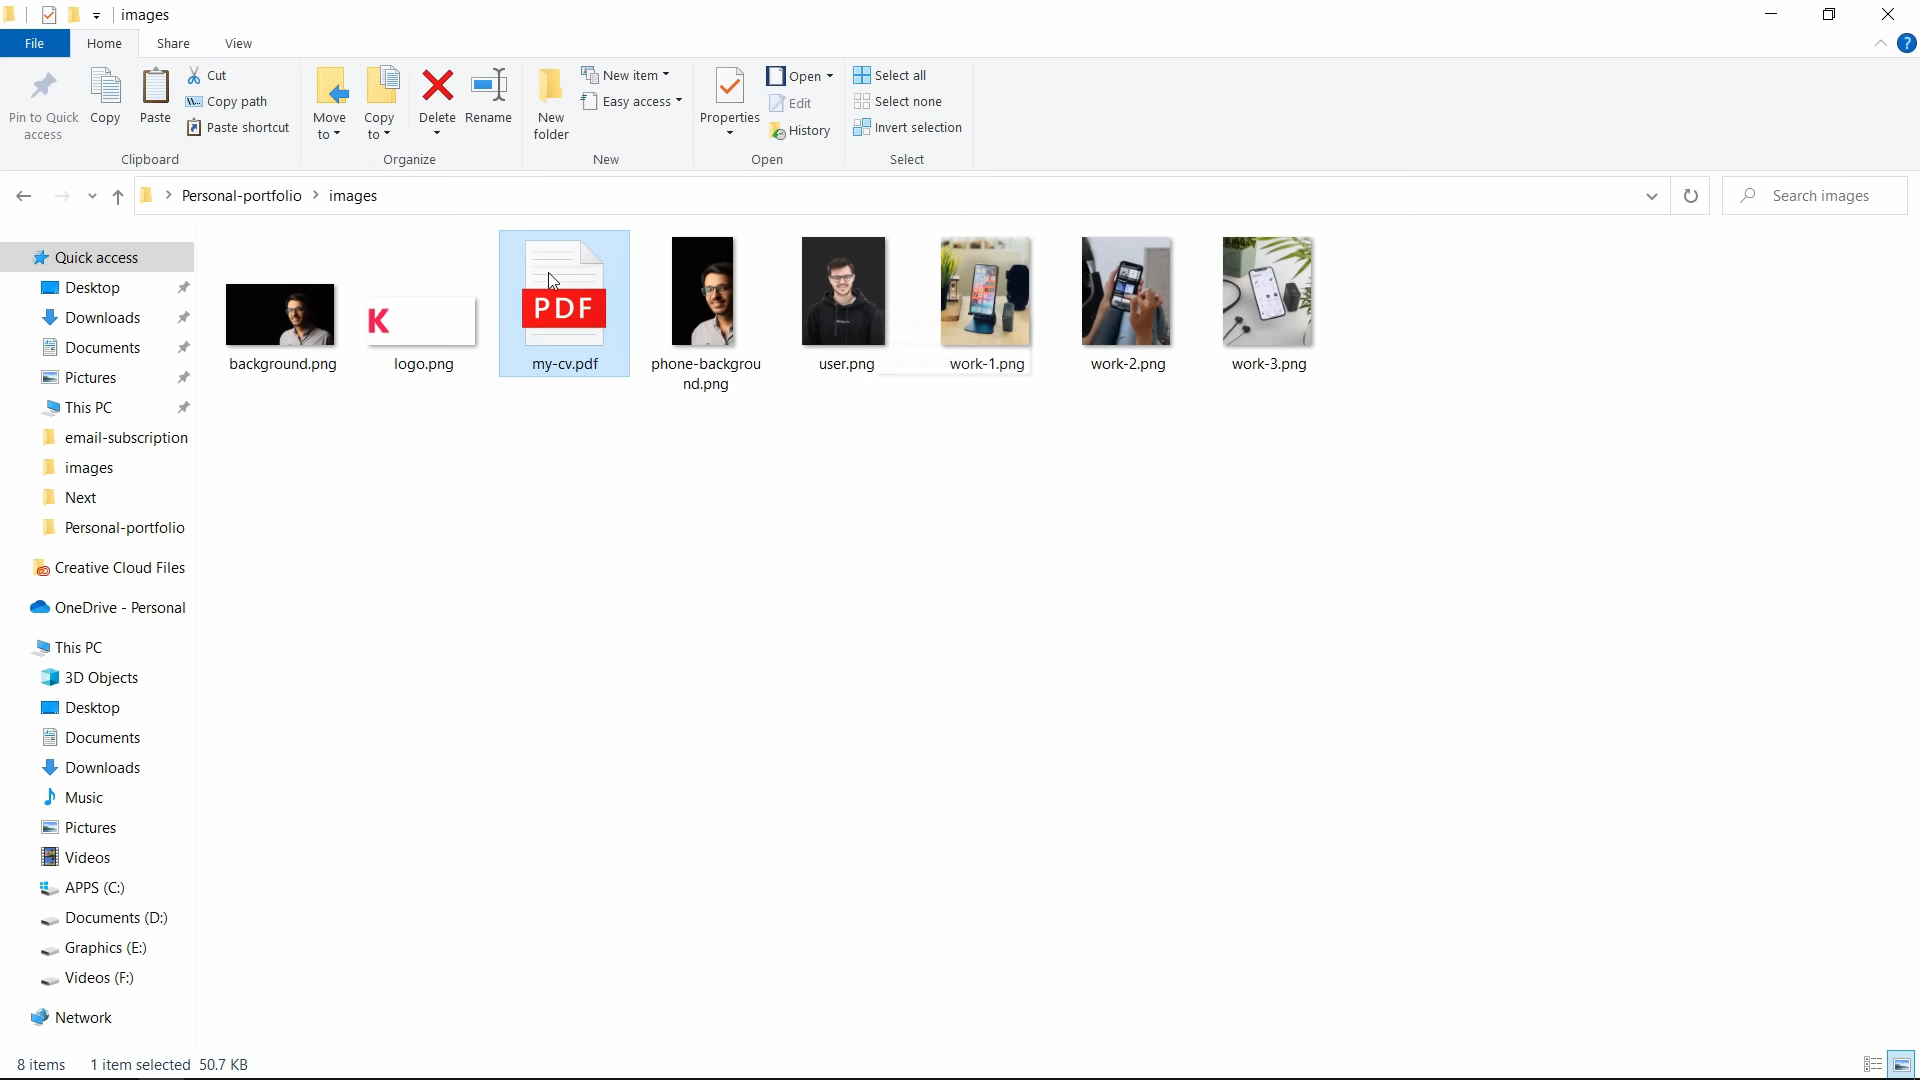 images
File
Home
Share
View
Pin to Quick
access
Copy
Paste
Cut
Copy path
Paste shortcut
Clipboard
Move
to
Copy
to
Delete
Rename
Organize
New
folder
New item
Easy access
New
Properties
Open
Edit
History
Open
Select all
Select none
Invert selection
Select
Personal-portfolio
images
Search images
Quick access
Desktop
Downloads
Documents
Pictures
This PC
email-subscription
images
Next
Personal-portfolio
Creative Cloud Files
OneDrive - Personal
This PC
3D Objects
Desktop
Documents
Downloads
Music
Pictures
Videos
APPS (C:)
Documents (D:)
Graphics (E:)
Videos (F:)
Network
background.png
K
logo.png
PDF
my-cv.pdf
phone-backgrou
nd.png
user.png
work-1.png
work-2.png
work-3.png
8 items
1 item selected 50.7 KB